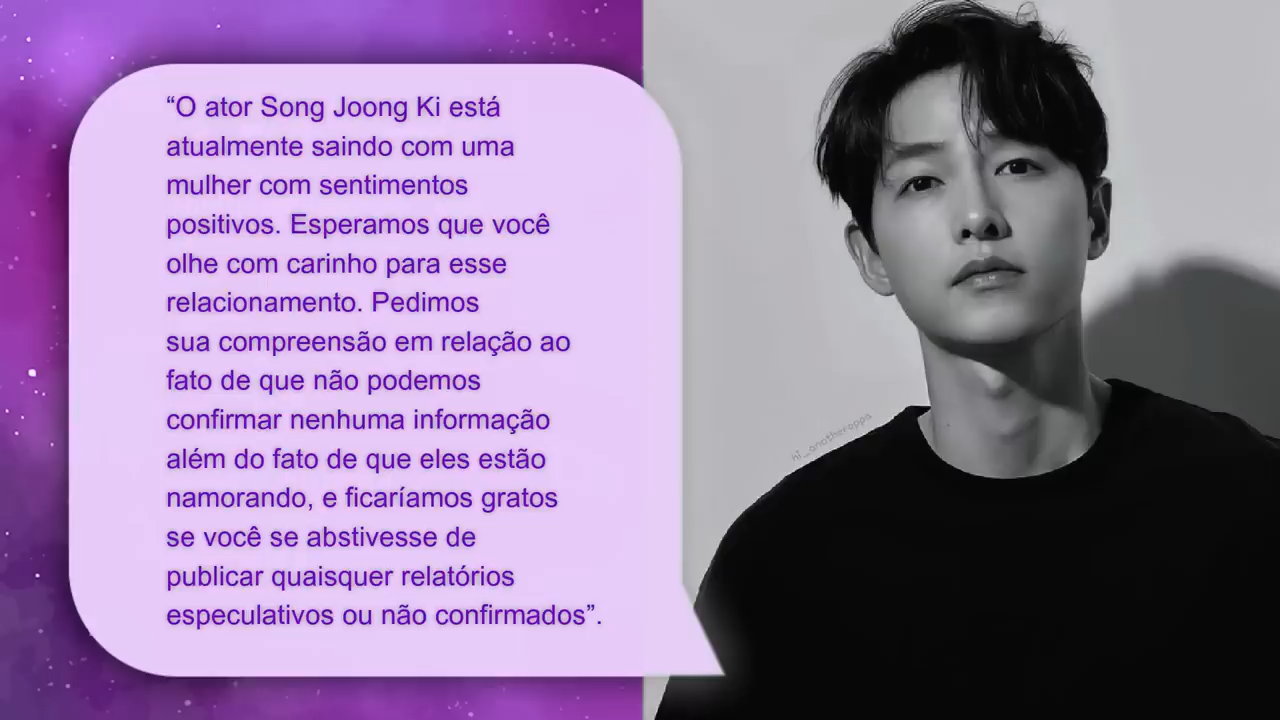 “O ator Song Joong Ki está
atualmente saindo com uma
mulher com sentimentos
positivos. Esperamos que você
olhe com carinho para esse
relacionamento. Pedimos
sua compreensão em relação ao
fato de que não podemos
confirmar nenhuma informação
além do fato de que eles estão
namorando, e ficaríamos gratos
se você se abstivesse de
publicar quaisquer relatórios
especulativos ou não confirmados”.
hi_anotheroppa